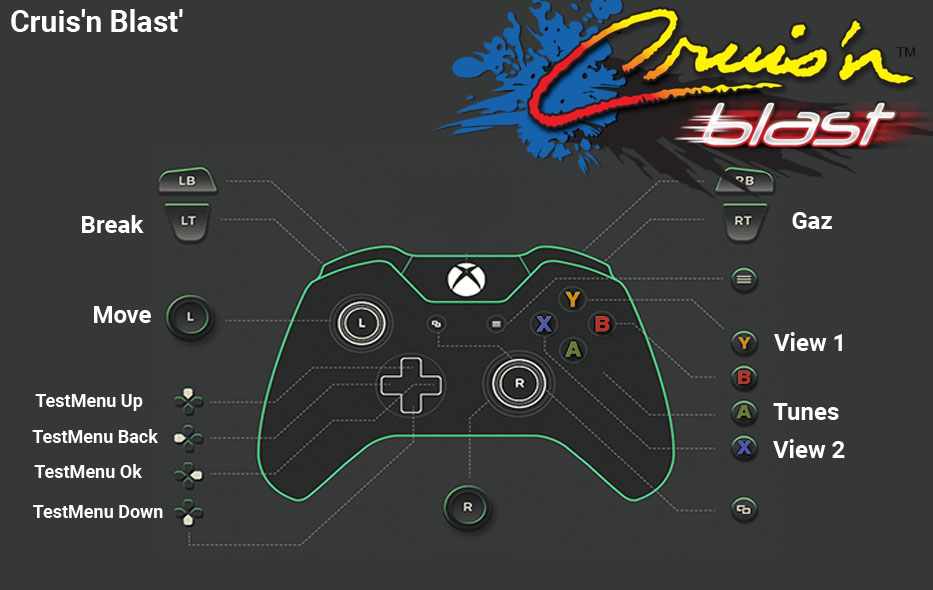 Cruis'n Blast'
Cruis'n TM
blast
LB
RB
LT
RT
Break
Gaz
Move
L
L
Y
X
B
A
R
Y
View 1
B
TestMenu Up
A
Tunes
TestMenu Back
X
View 2
TestMenu Ok
TestMenu Down
R